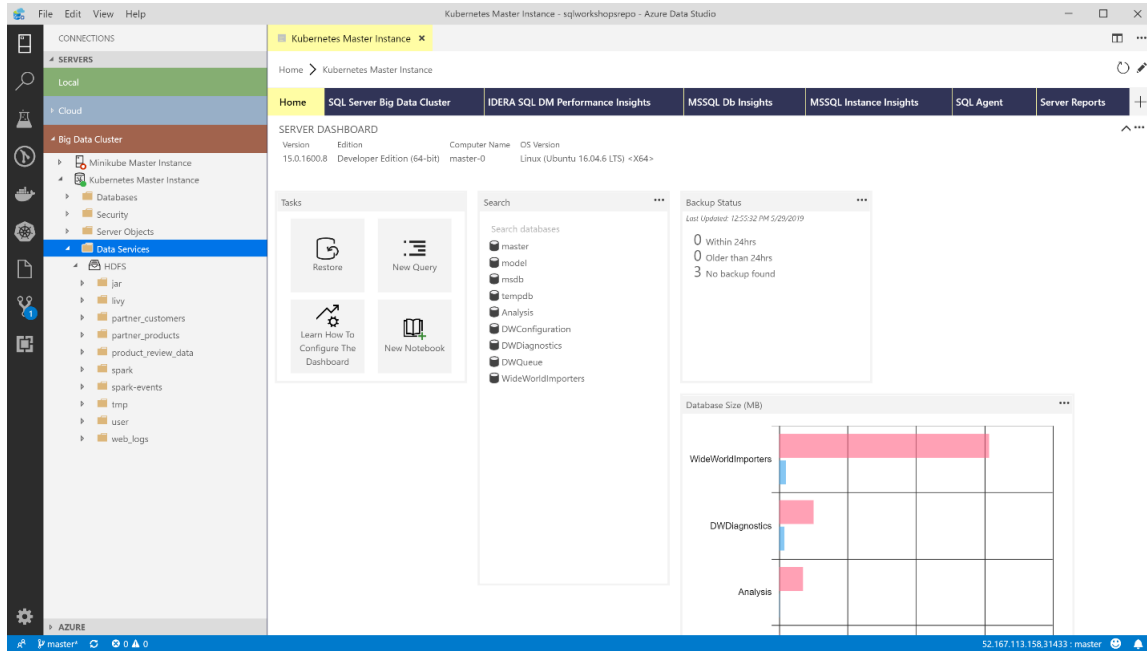 File Edit View Help
Kubernetes Master Instance - sqlworkshopsrepo - Azure Data Studio
CONNECTIONS
SERVERS
Local
Cloud
Big Data Cluster
Minikube Master Instance
Kubernetes Master Instance
Databases
Security
Server Objects
Data Services
HDFS
jar
livy
partner_customers
partner_products
product_review_data
spark
spark-events
tmp
user
web_logs
AZURE
Kubernetes Master Instance
Home Kubernetes Master Instance
Home SQL Server Big Data Cluster IDERA SQL DM Performance Insights MSSQL Db Insights MSSQL Instance Insights SQL Agent Server Reports
SERVER DASHBOARD
Version Edition Computer Name OS Version
15.0.1600.8 Developer Edition (64-bit) master-0 Linux (Ubuntu 16.04.6 LTS) <X64>
Tasks
Restore
New Query
Learn How To
Configure The
Dashboard
New Notebook
Search
Search databases
master
model
msdb
tempdb
Analysis
DWConfiguration
DWDiagnostics
DWQueue
WideWorldImporters
Backup Status
Last Updated: 12:55:32 PM 5/29/2019
0 Within 24hrs
0 Older than 24hrs
3 No backup found
Database Size (MB)
WideWorldImporters
DWDiagnostics
Analysis
1
master* 0 0
52.167.113.158,31433 : master